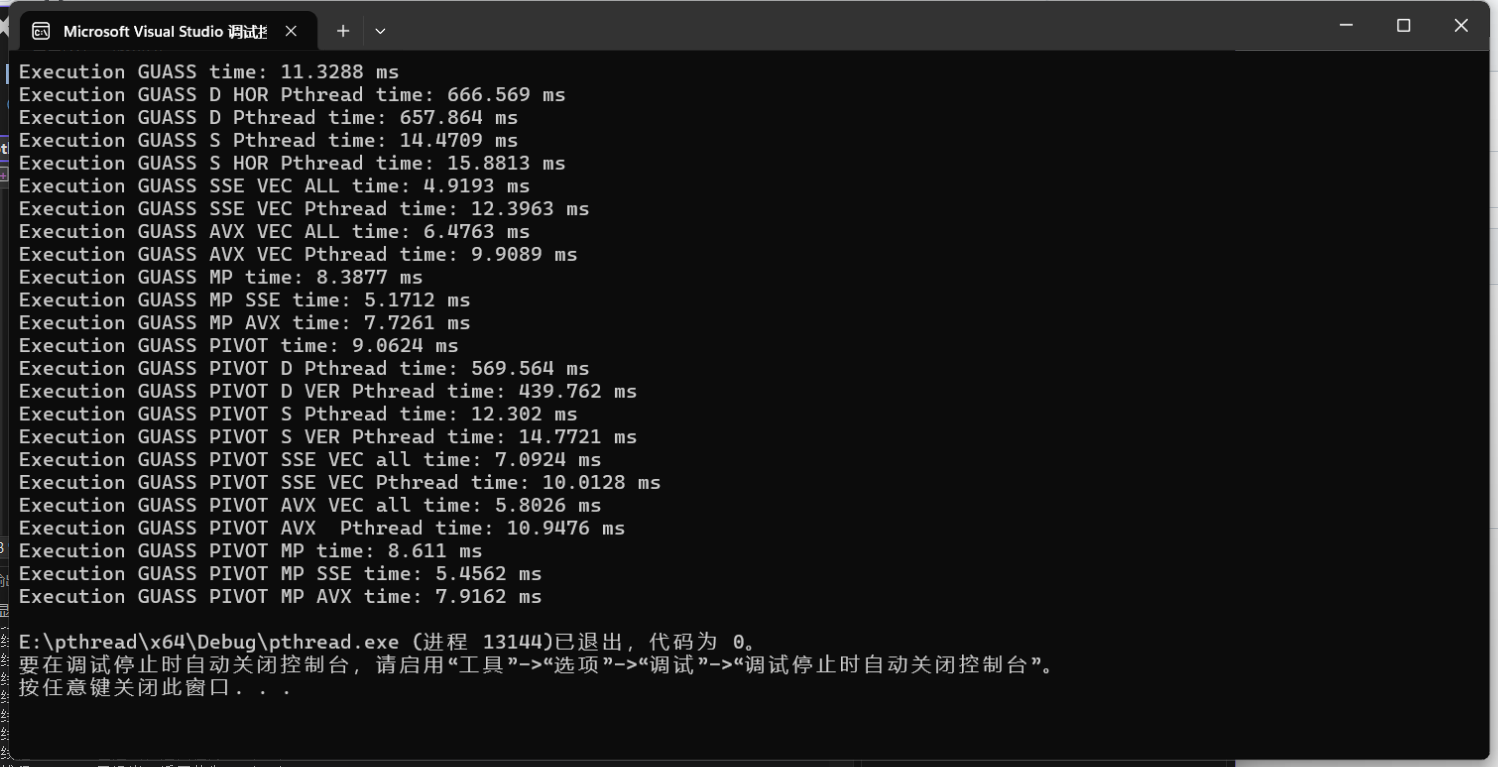 Microsoft Visual Studio 调试控
Execution GUASS time: 11.3288 ms
Execution GUASS D HOR Pthread time: 666.569 ms
Execution GUASS D Pthread time: 657.864 ms
Execution GUASS S Pthread time: 14.4709 ms
Execution GUASS S HOR Pthread time: 15.8813 ms
Execution GUASS SSE VEC ALL time: 4.9193 ms
Execution GUASS SSE VEC Pthread time: 12.3963 ms
Execution GUASS AVX VEC ALL time: 6.4763 ms
Execution GUASS AVX VEC Pthread time: 9.9089 ms
Execution GUASS MP time: 8.3877 ms
Execution GUASS MP SSE time: 5.1712 ms
Execution GUASS MP AVX time: 7.7261 ms
Execution GUASS PIVOT time: 9.0624 ms
Execution GUASS PIVOT D Pthread time: 569.564 ms
Execution GUASS PIVOT D VER Pthread time: 439.762 ms
Execution GUASS PIVOT S Pthread time: 12.302 ms
Execution GUASS PIVOT S VER Pthread time: 14.7721 ms
Execution GUASS PIVOT SSE VEC all time: 7.0924 ms
Execution GUASS PIVOT SSE VEC Pthread time: 10.0128 ms
Execution GUASS PIVOT AVX VEC all time: 5.8026 ms
Execution GUASS PIVOT AVX  Pthread time: 10.9476 ms
Execution GUASS PIVOT MP time: 8.611 ms
Execution GUASS PIVOT MP SSE time: 5.4562 ms
Execution GUASS PIVOT MP AVX time: 7.9162 ms
E:\pthread\x64\Debug\pthread.exe (进程 13144)已退出，代码为 0。
要在调试停止时自动关闭控制台，请启用“工具”->“选项”->“调试”->“调试停止时自动关闭控制台”。
按任意键关闭此窗口. . .